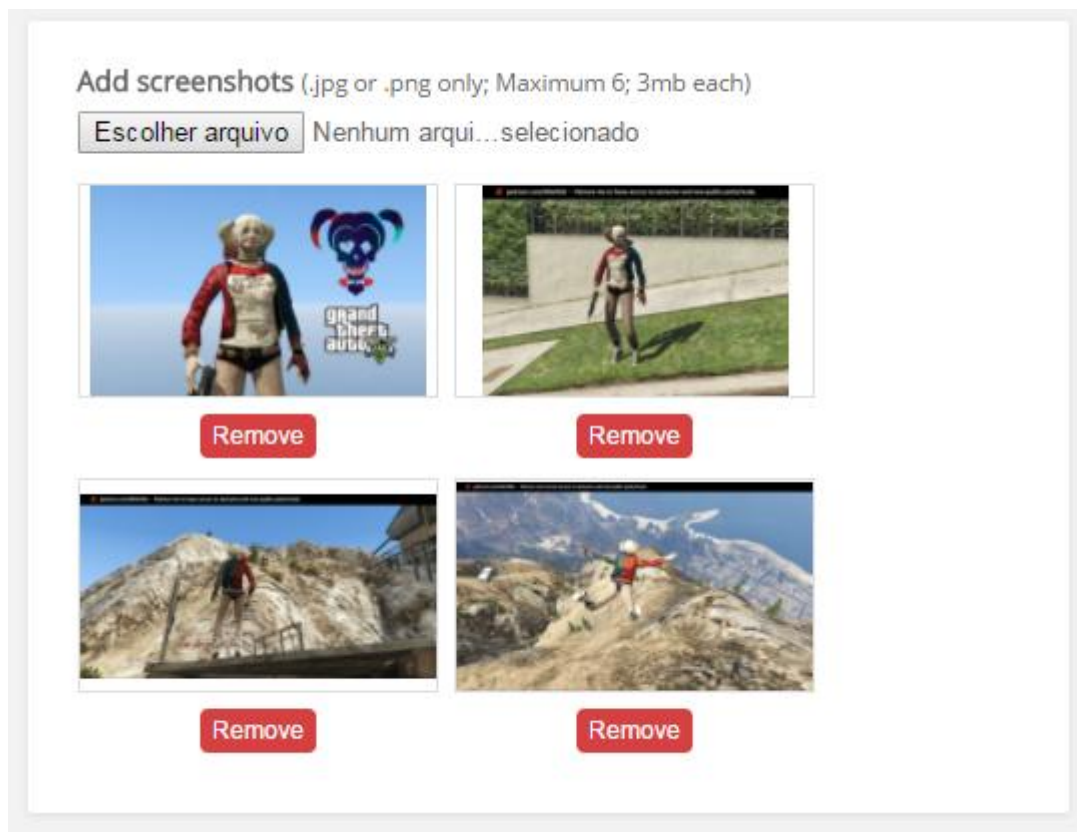 Add screenshots (.jpg or .png only; Maximum 6; 3mb each)
Escolher arquivo Nenhum arqui...selecionado
grand
theft
auto
Remove Remove
Remove Remove